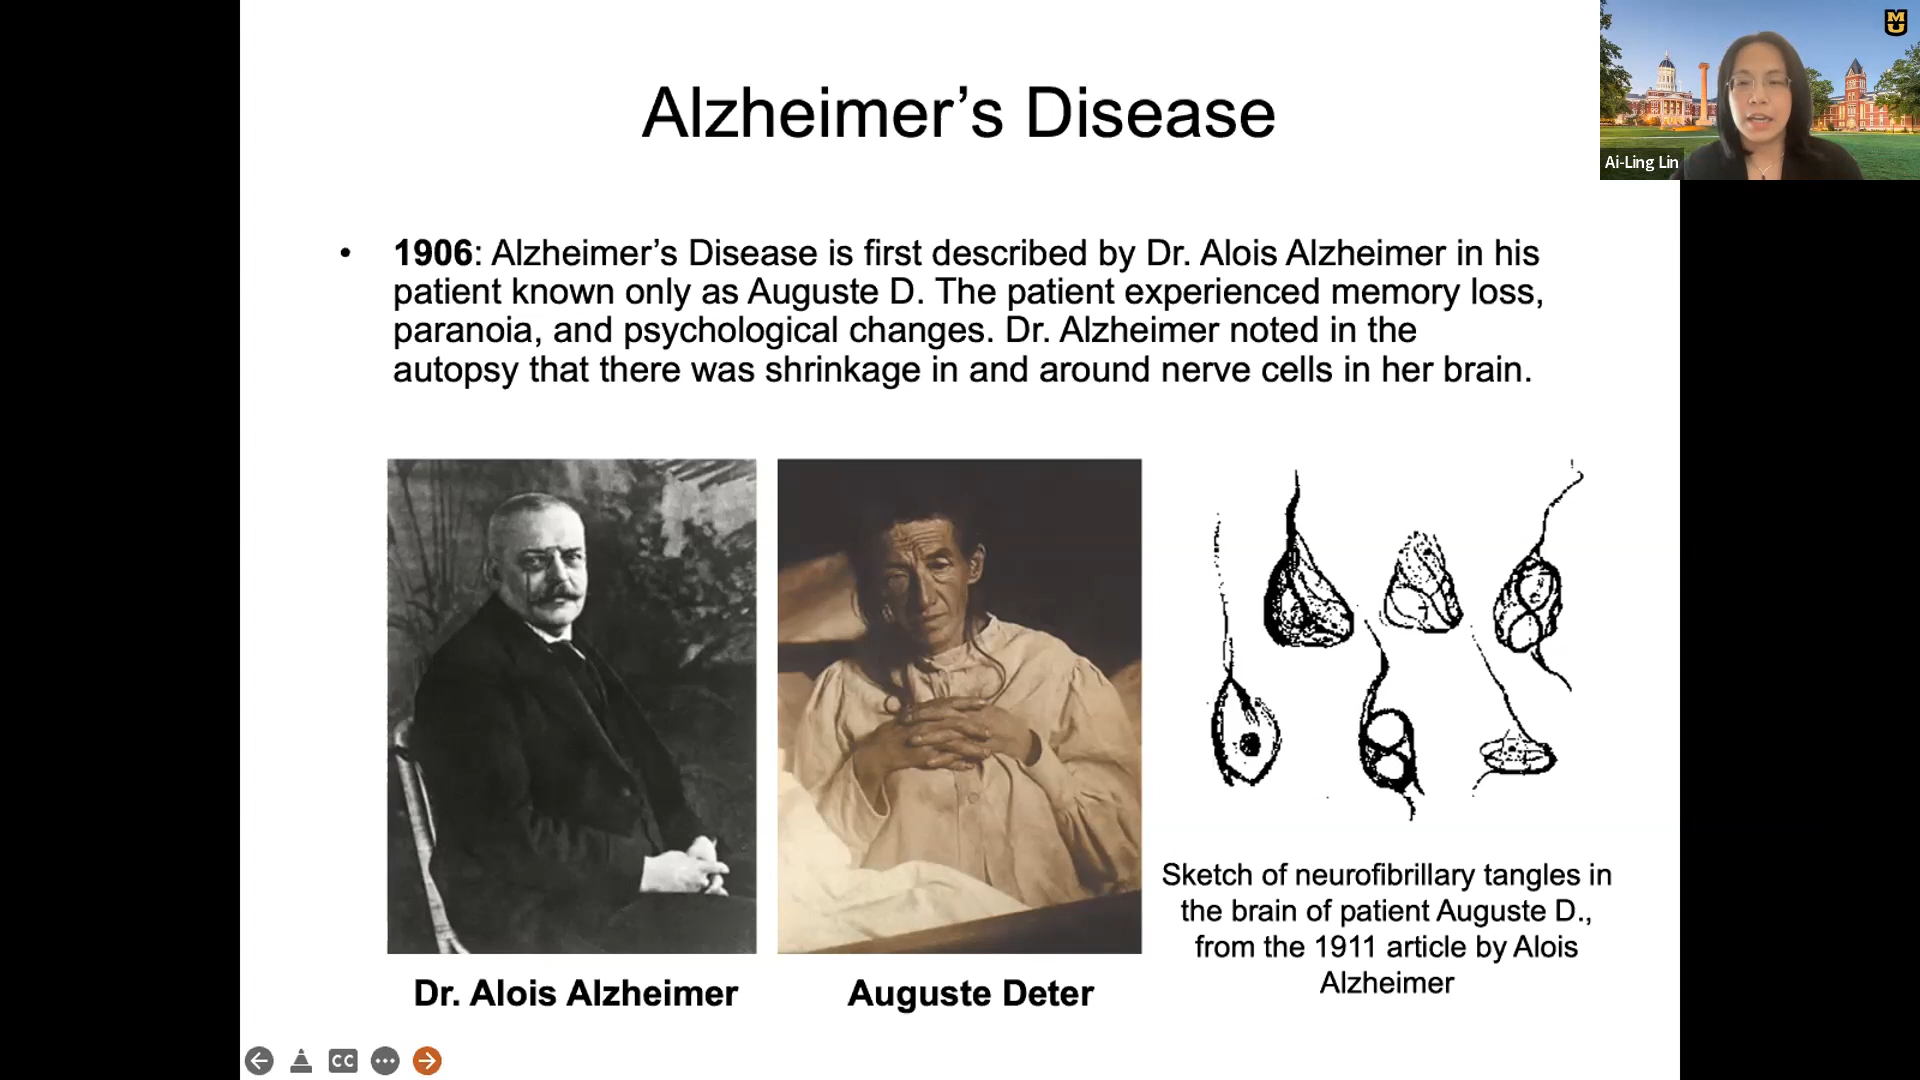 Alzheimer’s Disease
MU
Ai-Ling Lin
• 1906: Alzheimer’s Disease is first described by Dr. Alois Alzheimer in his
patient known only as Auguste D. The patient experienced memory loss,
paranoia, and psychological changes. Dr. Alzheimer noted in the
autopsy that there was shrinkage in and around nerve cells in her brain.
Sketch of neurofibrillary tangles in
the brain of patient Auguste D.,
from the 1911 article by Alois
Alzheimer
Dr. Alois Alzheimer
Auguste Deter
CC